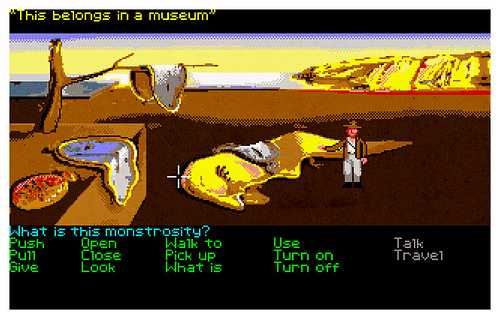 "This belongs in a museum"
What is this monstrosity?
Push Open Walk to Use Talk
Pull Close Pick up Turn on Travel
Give Look What is Turn off